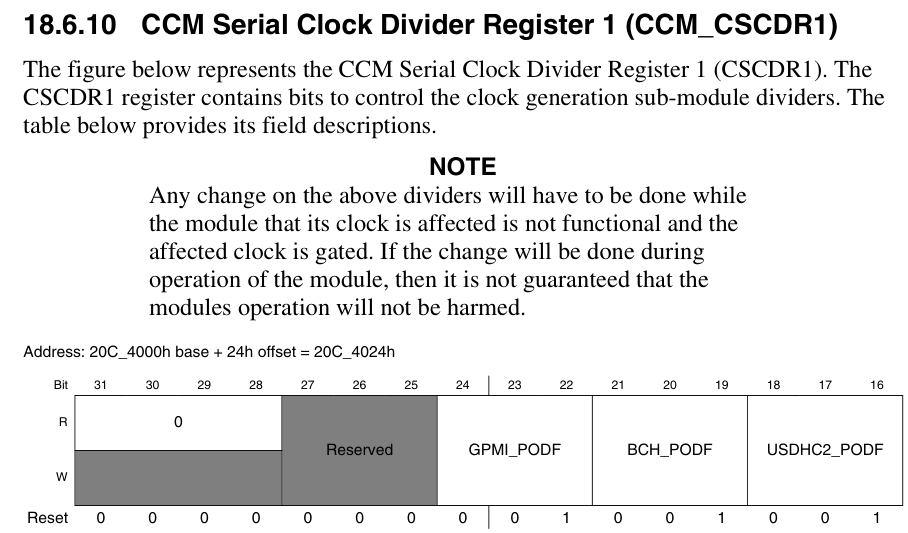 18.6.10 CCM Serial Clock Divider Register 1 (CCM_CSCDR1)
The figure below represents the CCM Serial Clock Divider Register 1 (CSCDR1). The
CSCDR1 register contains bits to control the clock generation sub-module dividers. The
table below provides its field descriptions.
NOTE
Any change on the above dividers will have to be done while
the module that its clock is affected is not functional and the
affected clock is gated. If the change will be done during
operation of the module, then it is not guaranteed that the
modules operation will not be harmed.
Address: 20C_4000h base + 24h offset = 20C_4024h
Bit 31 30 29 28 27 26 25 24 23 22 21 20 19 18 17 16
R 0
Reserved GPMI_PODF BCH_PODF USDHC2_PODF
W
Reset 0 0 0 0 0 0 0 0 0 1 0 0 1 0 0 1